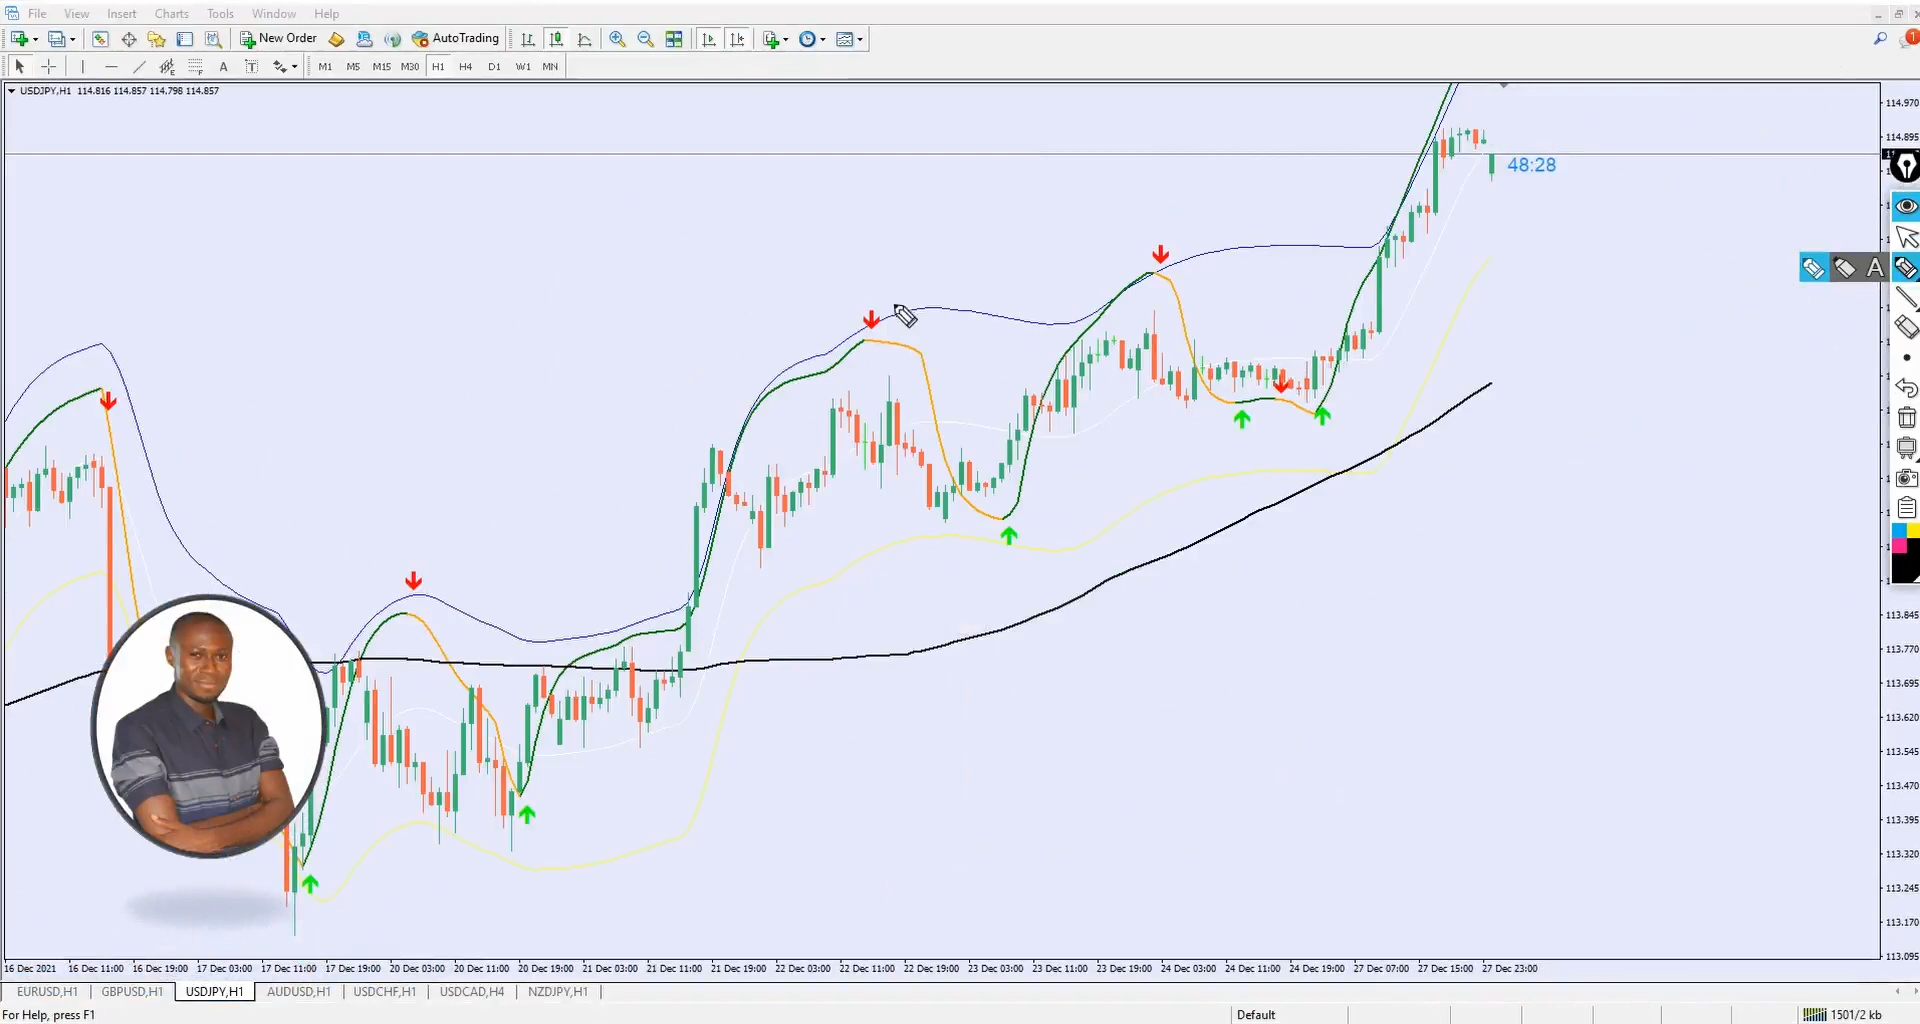 File View Insert Charts Tools Window Help
New Order AutoTrading
A T M1 M5 M15 M30 H1 H4 D1 W1 MN
USDJPY,H1 114.816 114.857 114.798 114.857
114.970
114.895
48:28
A
113.845
113.770
113.695
113.620
113.545
113.470
113.395
113.320
113.245
113.170
113.095
16 Dec 2021 16 Dec 11:00 16 Dec 19:00 17 Dec 03:00 17 Dec 11:00 17 Dec 19:00 20 Dec 03:00 20 Dec 11:00 20 Dec 19:00 21 Dec 03:00 21 Dec 11:00 21 Dec 19:00 22 Dec 03:00 22 Dec 11:00 22 Dec 19:00 23 Dec 03:00 23 Dec 11:00 23 Dec 19:00 24 Dec 03:00 24 Dec 11:00 24 Dec 19:00 27 Dec 07:00 27 Dec 15:00 27 Dec 23:00
EURUSD,H1 GBPUSD,H1 USDJPY,H1 AUDUSD,H1 USDCHF,H1 USDCAD,H4 NZDJPY,H1
For Help, press F1 Default 1501/2 kb